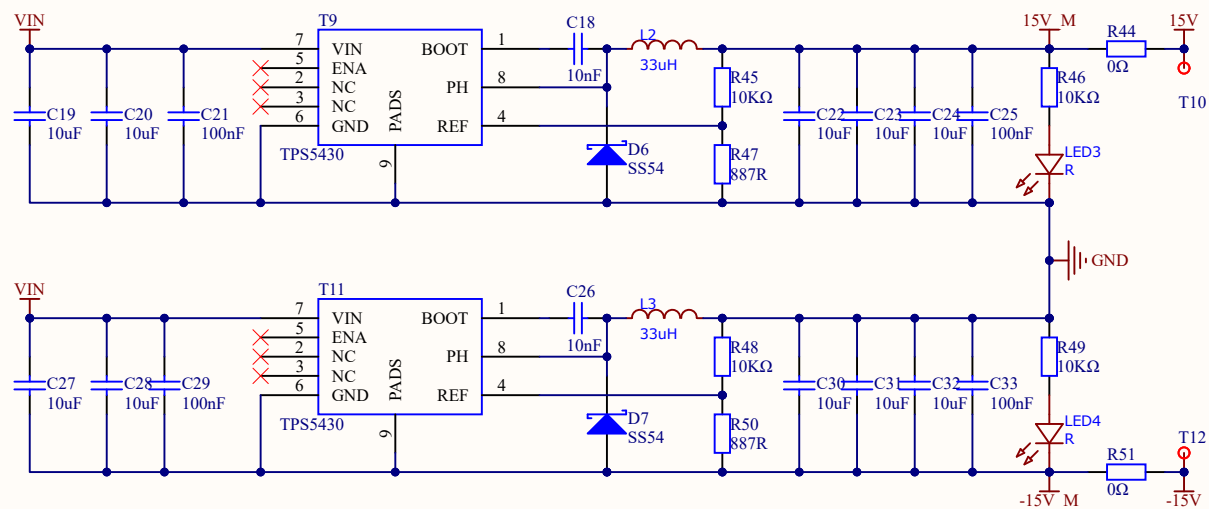 VIN
T9
C18
L2
15V_M
R44
15V
7
VIN
BOOT
1
10nF
33uH
0Ω
5
ENA
2
NC
PH
8
R45
10KΩ
R46
10KΩ
T10
3
NC
6
GND
PADS
REF
4
C19
10uF
C20
10uF
C21
100nF
C22
10uF
C23
10uF
C24
10uF
C25
100nF
TPS5430
9
D6
SS54
R47
887R
LED3
R
GND
VIN
T11
C26
L3
7
VIN
BOOT
1
10nF
33uH
5
ENA
2
NC
PH
8
R48
10KΩ
R49
10KΩ
3
NC
6
GND
PADS
REF
4
C27
10uF
C28
10uF
C29
100nF
C30
10uF
C31
10uF
C32
10uF
C33
100nF
TPS5430
9
D7
SS54
R50
887R
LED4
R
R51
0Ω
T12
-15V_M
-15V